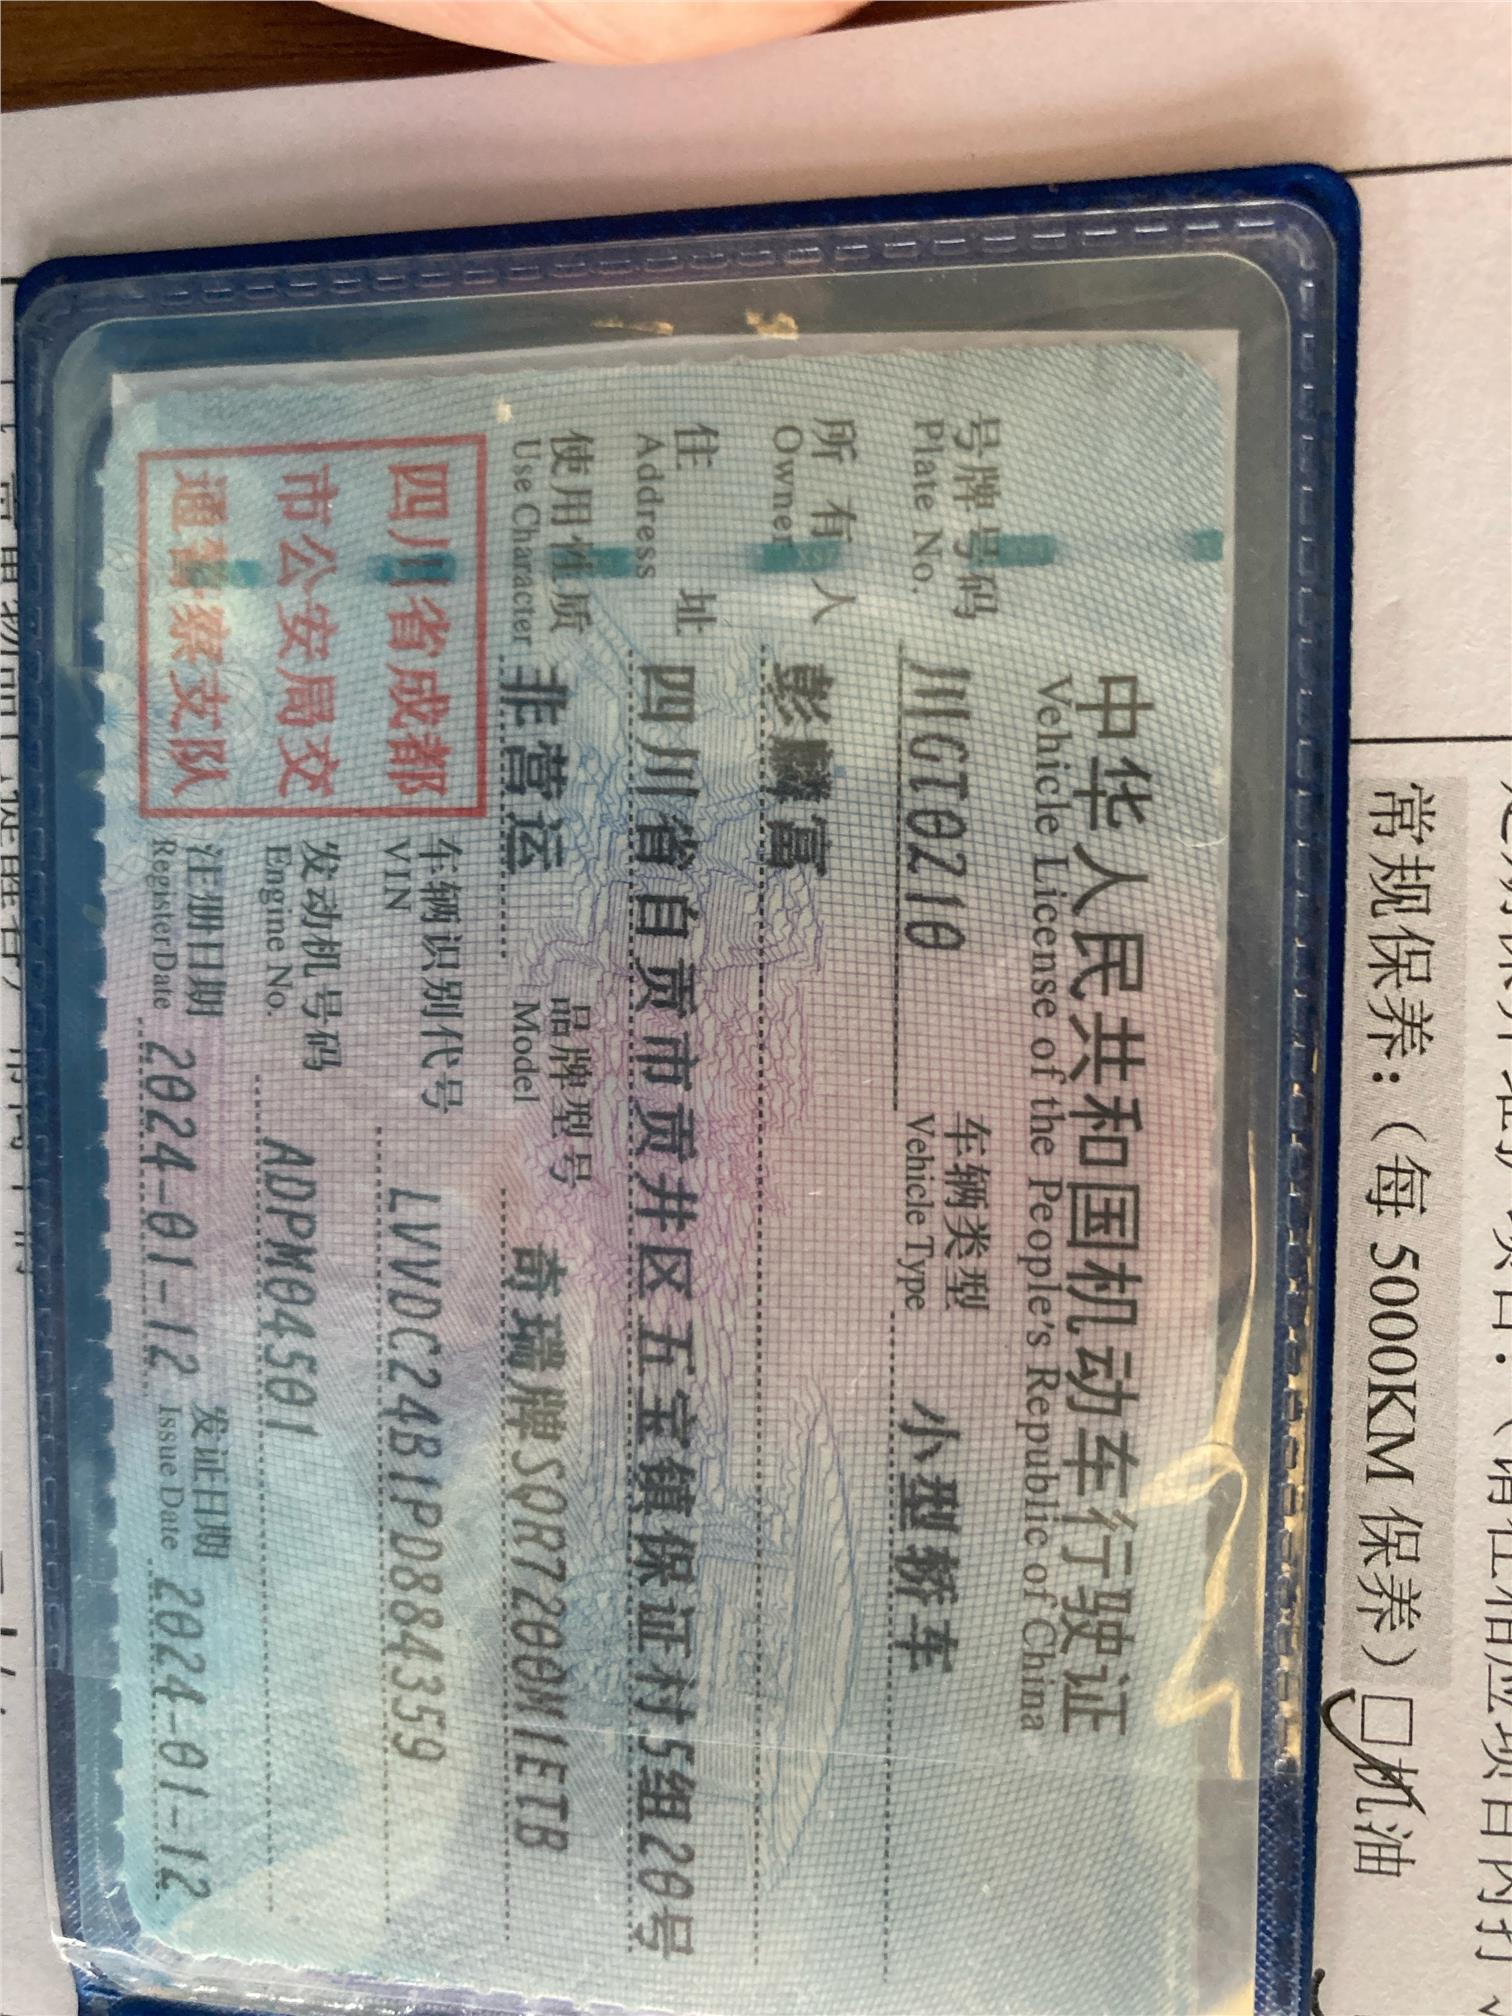 中华人民共和国机动车行驶证
Vehicle License of the People's Republic of China
号牌号码 川GT0210 车辆类型 小型轿车
Plate No. Vehicle Type
所有人 彭麟富
Owner
住址 四川省自贡市贡井区五宝镇保证村5组20号
Address
使用性质 非营运 品牌型号 奇瑞牌SQR7200M1ETB
Use Character Model
四川省成都
市公安局交
通警察支队
车辆识别代号 LVVDC24B1PD884359
VIN
发动机号码 ADPM04501
Engine No.
注册日期 2024-01-12 发证日期 2024-01-12
Register Date Issue Date
常规保养：（每 5000KM 保养）□机油